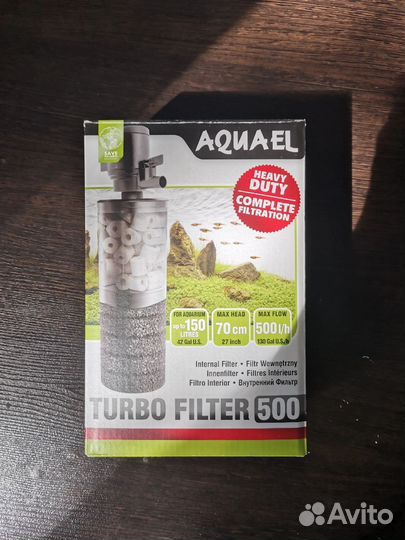 SAVE
AQUAEL
HEAVY
DUTY
COMPLETE
FILTRATION
FOR AQUARIUM
up to 150
LITRES
42 Gal U.S.
MAX HEAD
70 cm
27 inch
MAX FLOW
500 l/h
130 Gal U.S./h
Internal Filter • Filtr Wewnętrzny
Innenfilter • Filtres Intérieurs
Filtro Interior • Внутренний Фильтр
TURBO FILTER 500
Avito